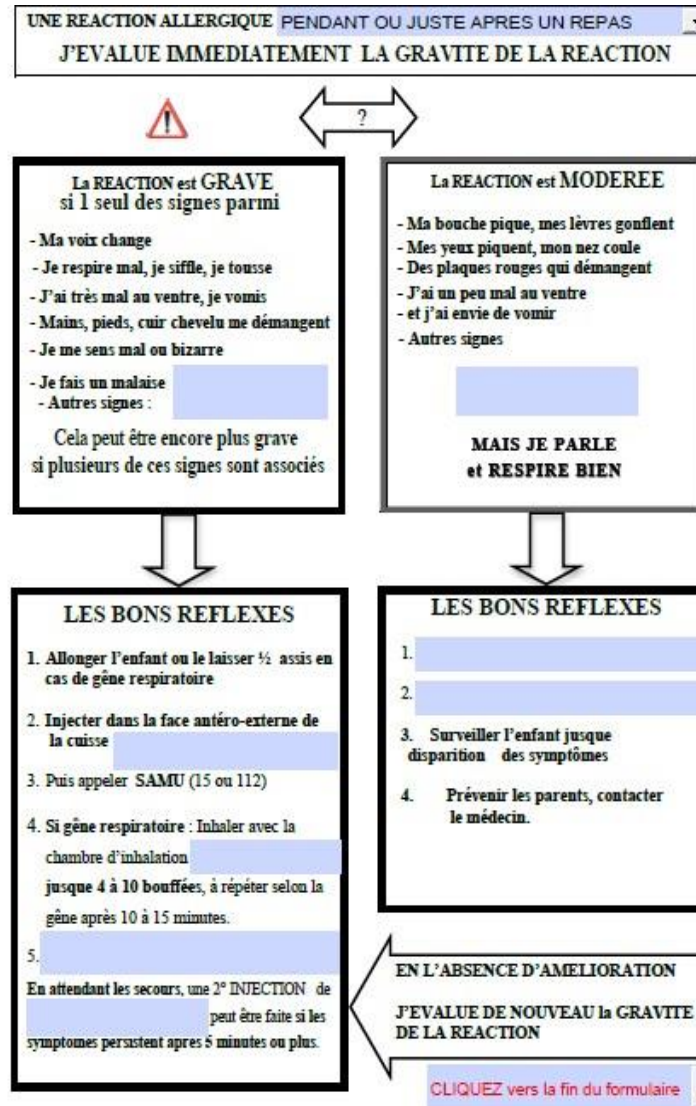 UNE REACTION ALLERGIQUE PENDANT OU JUSTE APRES UN REPAS
J'EVALUE IMMEDIATEMENT LA GRAVITE DE LA REACTION
?
La REACTION est GRAVE
si 1 seul des signes parmi
- Ma voix change
- Je respire mal, je siffle, je tousse
- J'ai très mal au ventre, je vomis
- Mains, pieds, cuir chevelu me démangent
- Je me sens mal ou bizarre
- Je fais un malaise
- Autres signes :
Cela peut être encore plus grave
si plusieurs de ces signes sont associés
La REACTION est MODEREE
- Ma bouche pique, mes lèvres gonflent
- Mes yeux piquent, mon nez coule
- Des plaques rouges qui démangent
- J'ai un peu mal au ventre
- et j'ai envie de vomir
- Autres signes
MAIS JE PARLE
et RESPIRE BIEN
LES BONS REFLEXES
1. Allonger l'enfant ou le laisser ½ assis en
cas de gêne respiratoire
2. Injecter dans la face antéro-externe de
la cuisse
3. Puis appeler SAMU (15 ou 112)
4. Si gêne respiratoire : Inhaler avec la
chambre d'inhalation
jusque 4 à 10 bouffées, à répéter selon la
gêne après 10 à 15 minutes.
5.
En attendant les secours, une 2° INJECTION de
peut être faite si les
symptomes persistent apres 5 minutes ou plus.
LES BONS REFLEXES
1.
2.
3. Surveiller l'enfant jusque
disparition des symptômes
4. Prévenir les parents, contacter
le médecin.
EN L'ABSENCE D'AMELIORATION
J'EVALUE DE NOUVEAU la GRAVITE
DE LA REACTION
CLIQUEZ vers la fin du formulaire